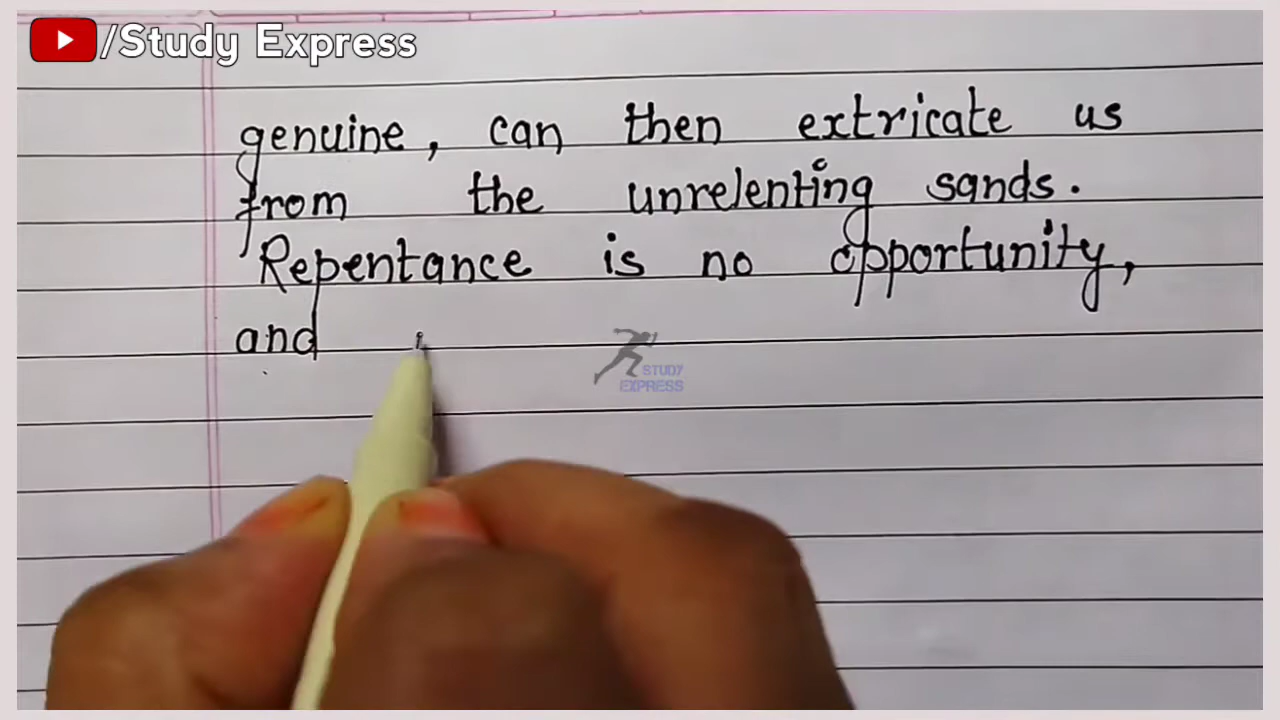 /Study Express
genuine, can then extricate us
from the unrelenting sands.
Repentance is no opportunity,
and
STUDY
EXPRESS